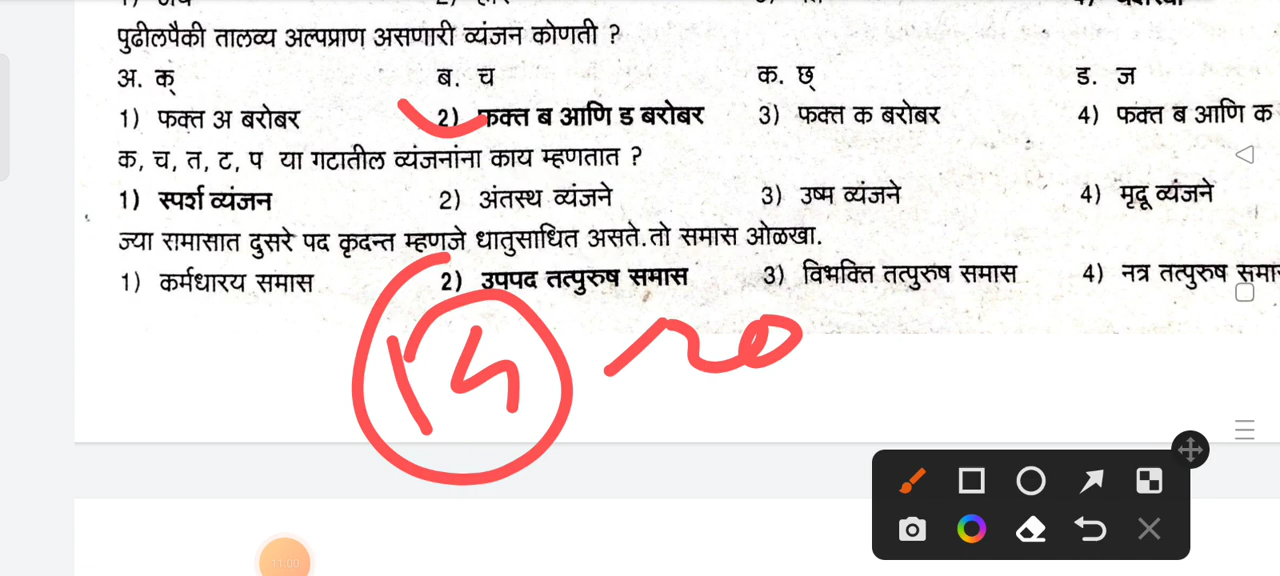 पुढीलपैकी तालव्य अल्पप्राण असणारी व्यंजन कोणती ?
अ. क् ब. च क. छ् ड. ज
1) फक्त अ बरोबर 2) फक्त ब आणि ड बरोबर 3) फक्त क बरोबर 4) फक्त ब आणि क
क, च, त, ट, प या गटातील व्यंजनांना काय म्हणतात ?
1) स्पर्श व्यंजन 2) अंतस्थ व्यंजने 3) उष्म व्यंजने 4) मृदू व्यंजने
ज्या रामासात दुसरे पद कृदन्त म्हणजे धातुसाधित असते.तो समास ओळखा.
1) कर्मधारय समास 2) उपपद तत्पुरुष समास 3) विभक्ति तत्पुरुष समास 4) नत्र तत्पुरुष समास
11:00